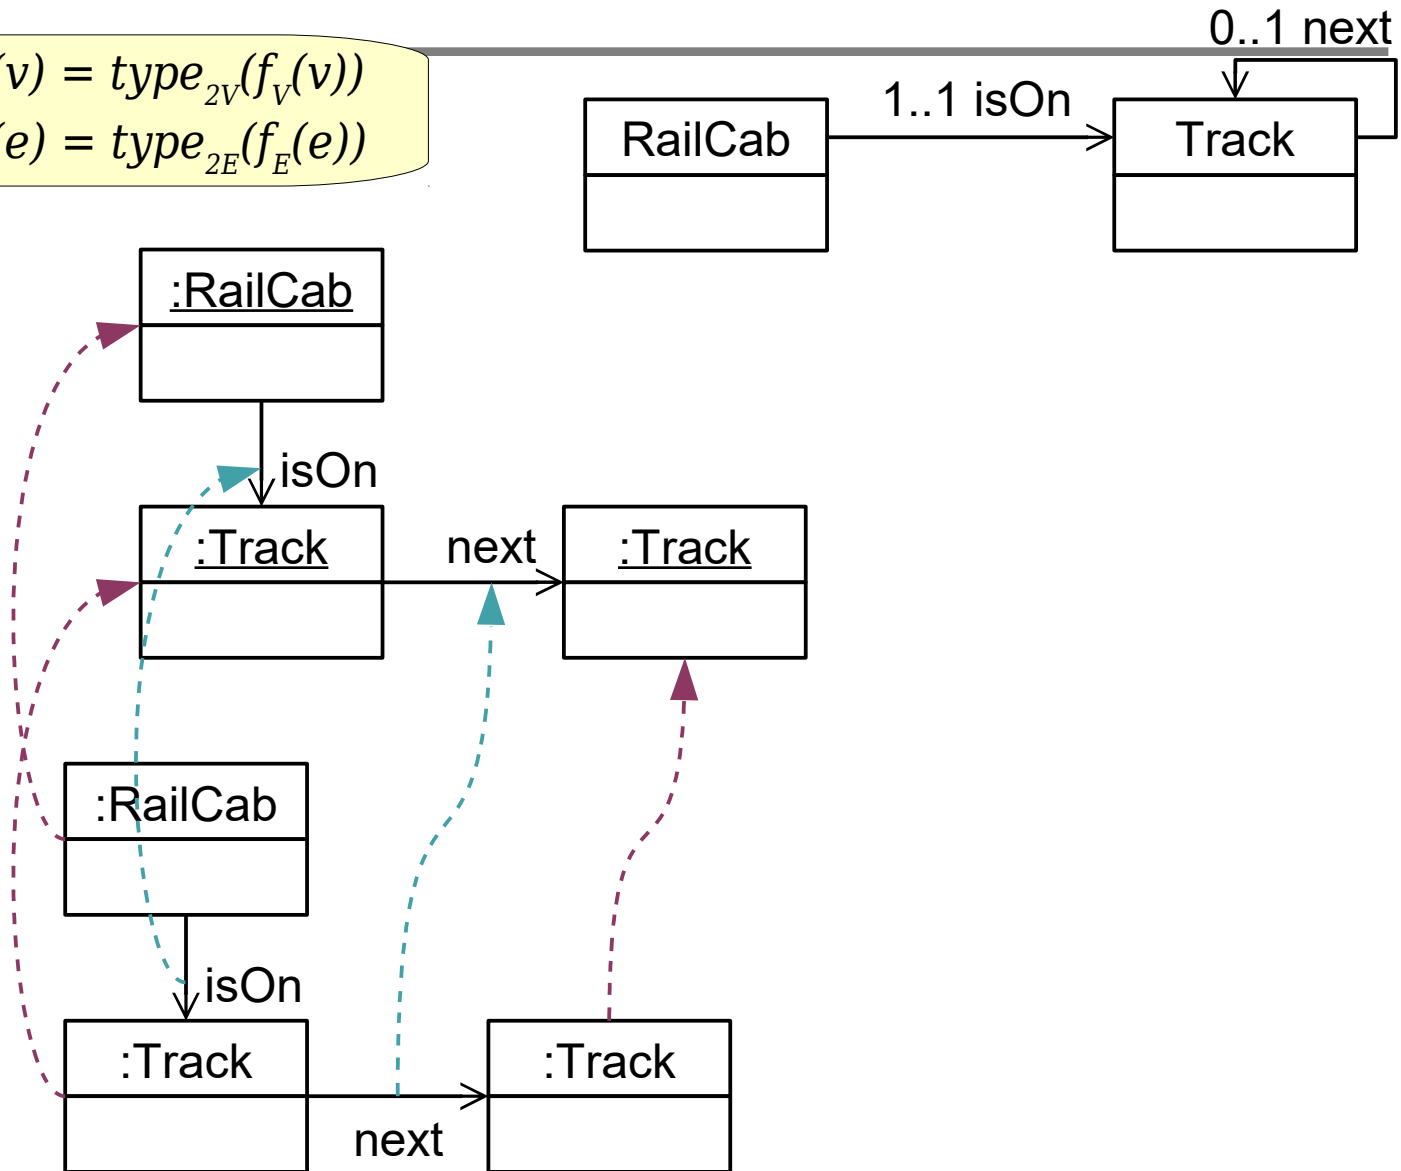 0..1 next
(v) = type2V(fV(v))
(e) = type2E(fE(e))
1..1 isOn
RailCab
Track
:RailCab
isOn
:Track
next
:Track
:RailCab
isOn
:Track
:Track
next